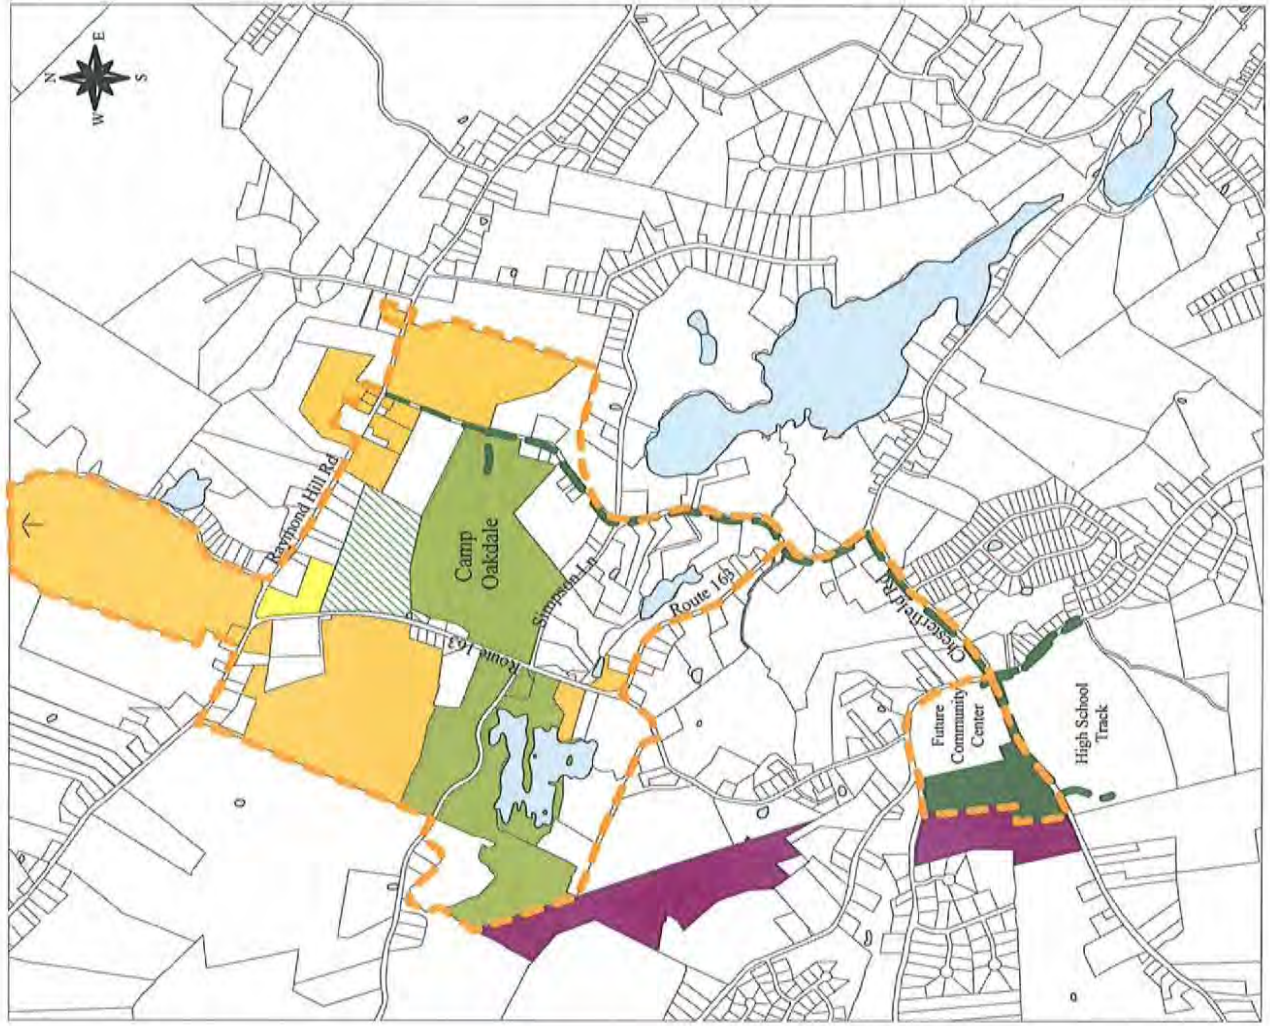 E
N
S
W
Raymond Hill Rd
Camp
Oakdale
Simpson Ln
Route 163
Route 163
Chesterfield Rd
Future
Community
Center
High School
Track